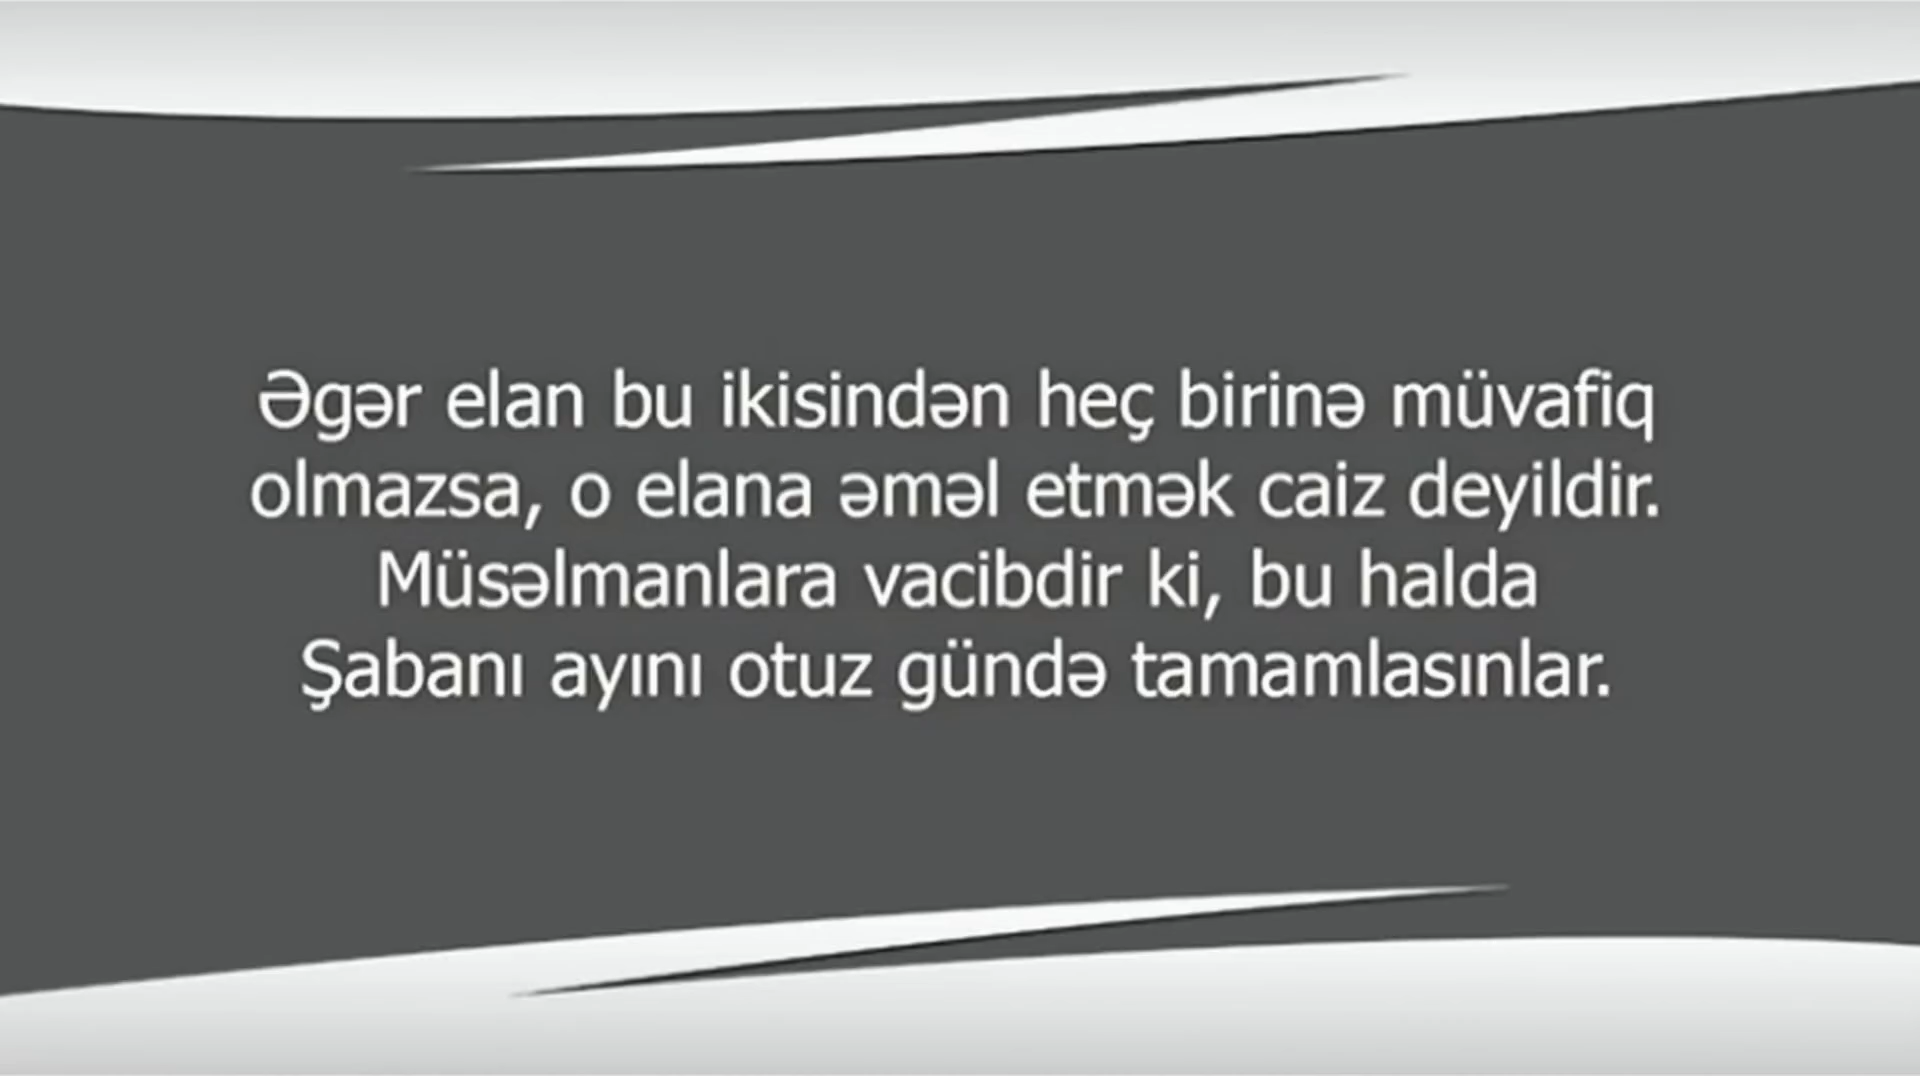 Əgər elan bu ikisindən heç birinə müvafiq
olmazsa, o elana əməl etmək caiz deyildir.
Müsəlmanlara vacibdir ki, bu halda
Şabanı ayını otuz gündə tamamlasınlar.